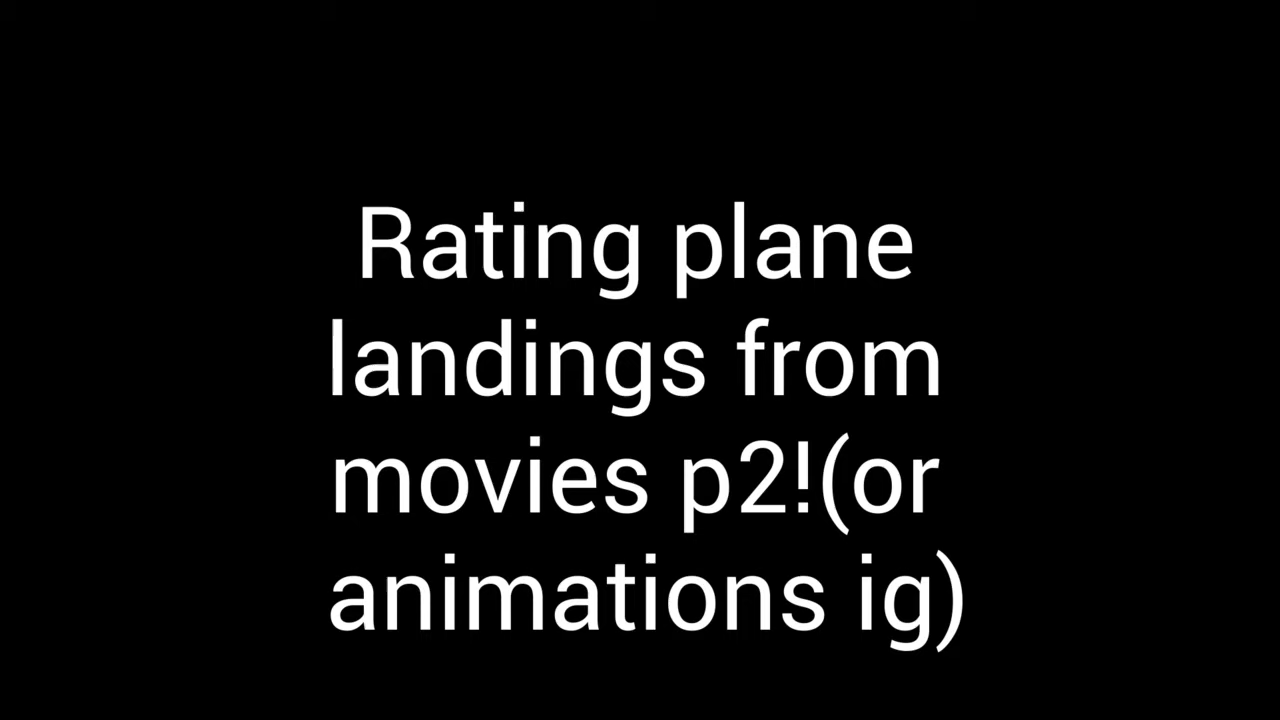 Rating plane
landings from
movies p2!(or
animations ig)